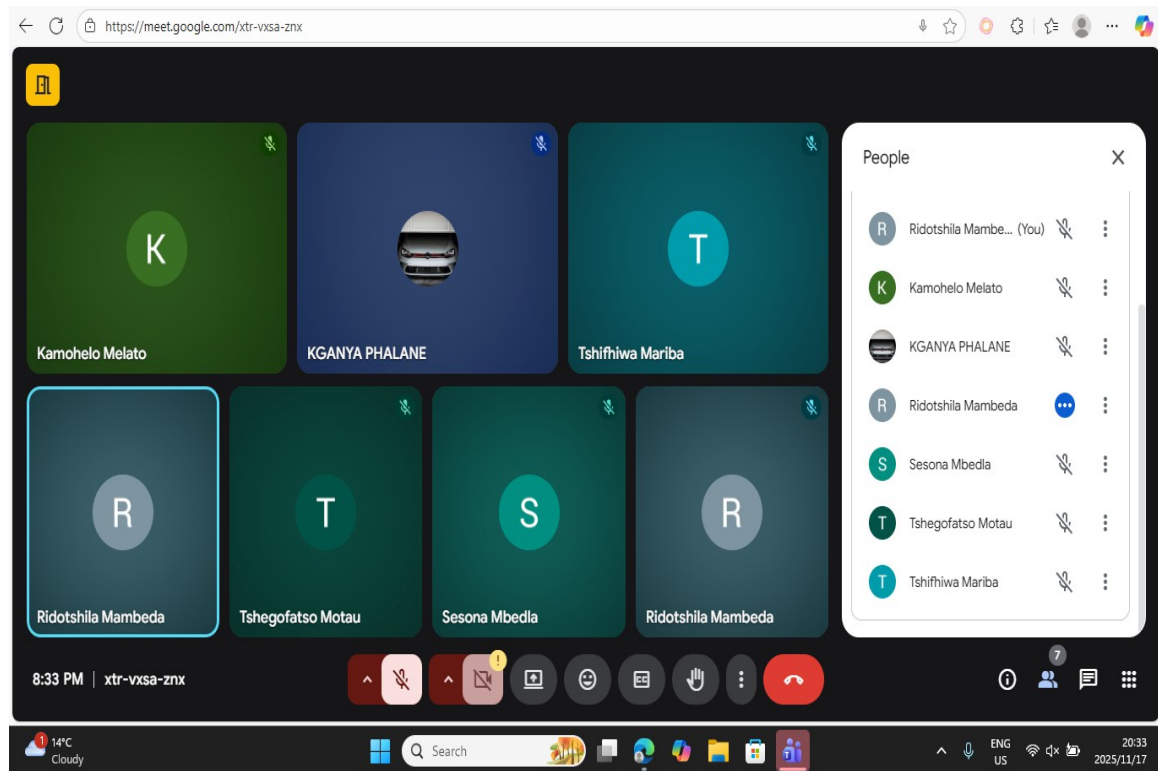 https://meet.google.com/xtr-vxsa-znx
K
Kamohelo Melato
KGANYA PHALANE
T
Tshifhiwa Mariba
R
Ridotshila Mambeda
T
Tshegofatso Motau
S
Sesona Mbedla
R
Ridotshila Mambeda
People
R Ridotshila Mambe... (You)
K Kamohelo Melato
KGANYA PHALANE
R Ridotshila Mambeda
S Sesona Mbedla
T Tshegofatso Motau
T Tshifhiwa Mariba
8:33 PM | xtr-vxsa-znx
!
CC
7
1
14°C
Cloudy
Search
ENG
US
20:33
2025/11/17